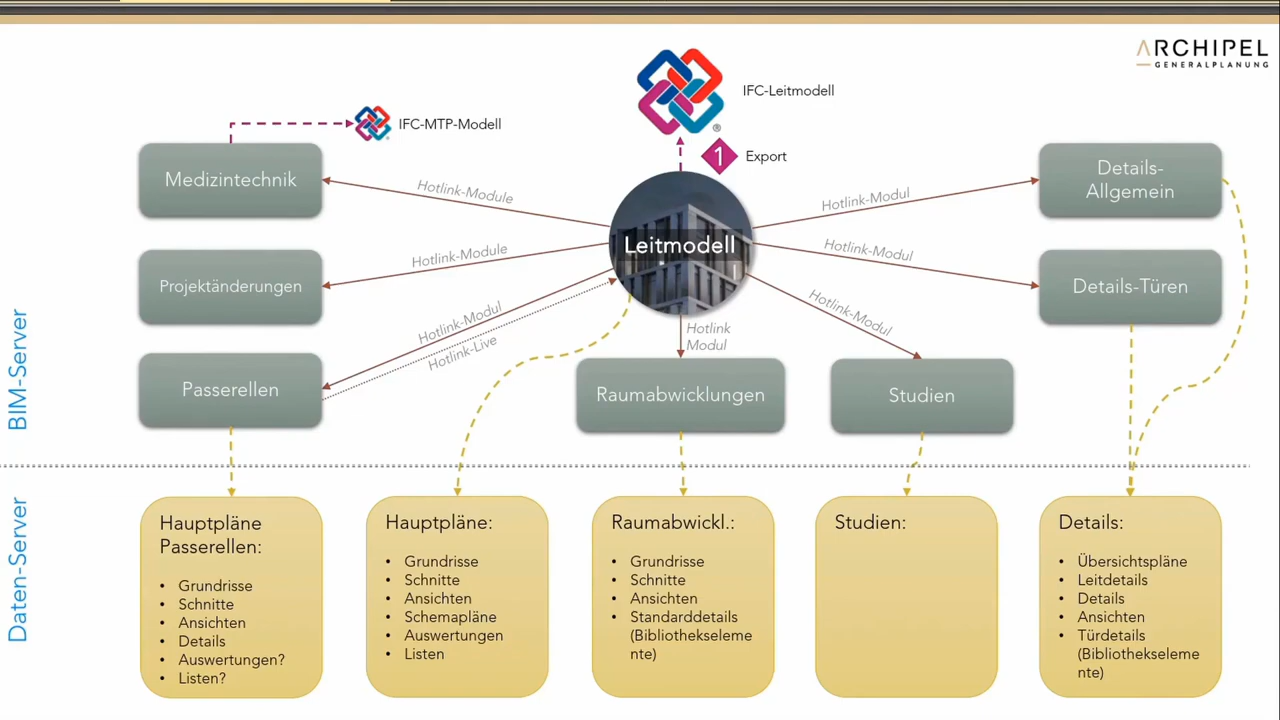 ARCHIPEL
GENERALPLANUNG
IFC-Leitmodell
IFC-MTP-Modell
1
Export
Medizintechnik
Hotlink-Module
Hotlink-Modul
Details-
Allgemein
Leitmodell
Projektänderungen
Hotlink-Module
Hotlink-Modul
Details-Türen
Passerellen
Hotlink-Modul
Hotlink-Live
Hotlink
Modul
Hotlink-Modul
Raumabwicklungen
Studien
BIM-Server
Daten-Server
Hauptpläne
Passerellen:
• Grundrisse
• Schnitte
• Ansichten
• Details
• Auswertungen?
• Listen?
Hauptpläne:
• Grundrisse
• Schnitte
• Ansichten
• Schemapläne
• Auswertungen
• Listen
Raumabwickl.:
• Grundrisse
• Schnitte
• Ansichten
• Standarddetails
(Bibliothekseleme
nte)
Studien:
Details:
• Übersichtspläne
• Leitdetails
• Details
• Ansichten
• Türdetails
(Bibliothekseleme
nte)